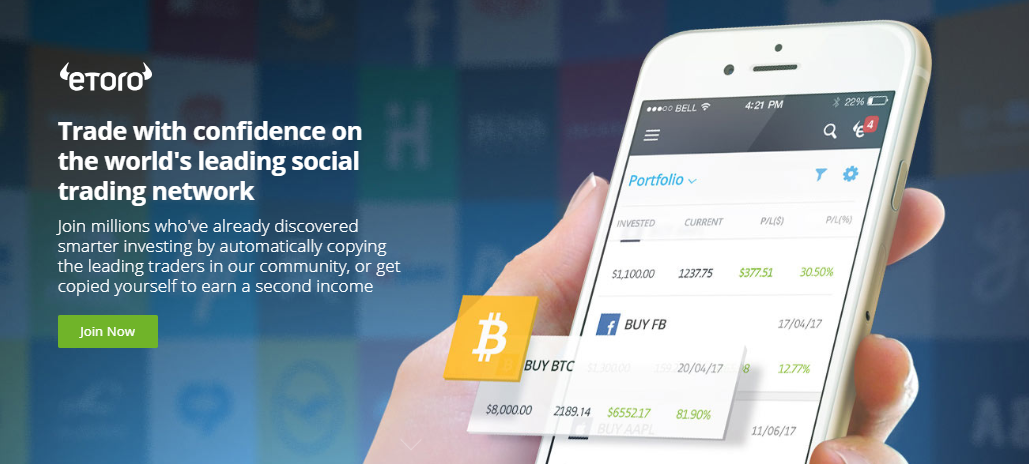 eToro
Trade with confidence on
the world's leading social
trading network
Join millions who've already discovered
smarter investing by automatically copying
the leading traders in our community, or get
copied yourself to earn a second income
Join Now
BELL 4:21 PM 22%
4
Portfolio
INVESTED CURRENT P/L($) P/L(%)
$1,100.00 1237.75 $377.51 30.50%
BUY FB 17/04/17
12.77%
BUY BTC 20/04/17
$8,000.00 2189.14 $6552.17 81.90%
BUY AAPL 11/06/17